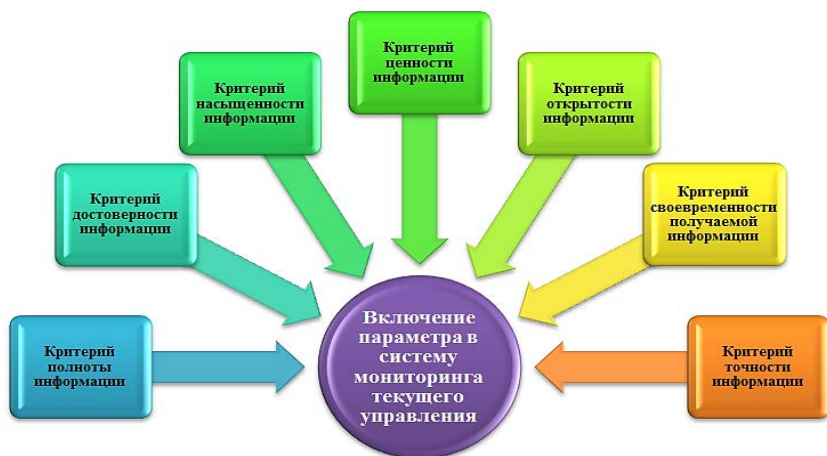 Критерий
ценности
информации
Критерий
насыщенности
информации
Критерий
открытости
информации
Критерий
достоверности
информации
Критерий
своевременности
получаемой
информации
Критерий
полноты
информации
Включение
параметра в
систему
мониторинга
текущего
управления
Критерий
точности
информации